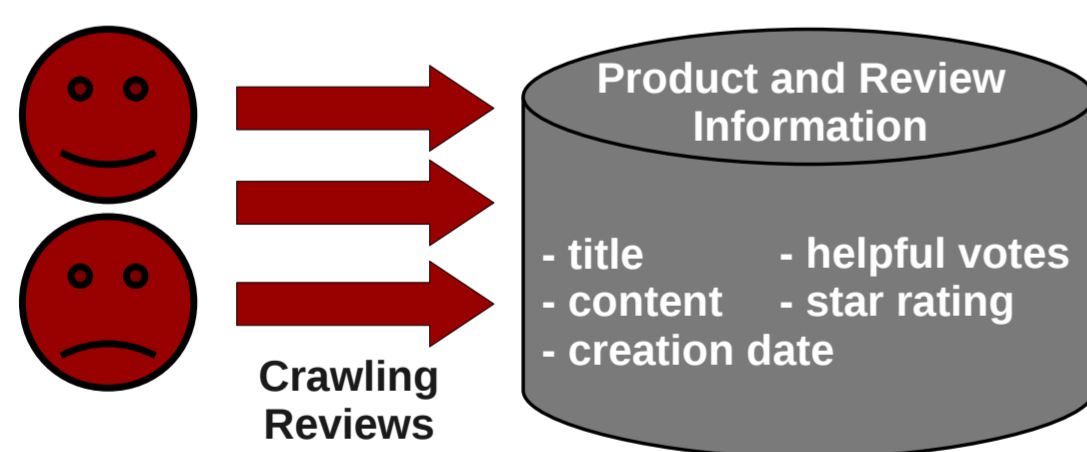 Product and Review
Information
- title
- helpful votes
- content
- star rating
- creation date
Crawling
Reviews